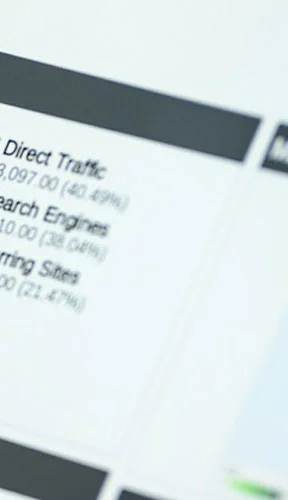 Direct Traffic
3,097.00 (40.49%)
earch Engines
10.00 (38.04%)
rring Sites
00 (21.47%)